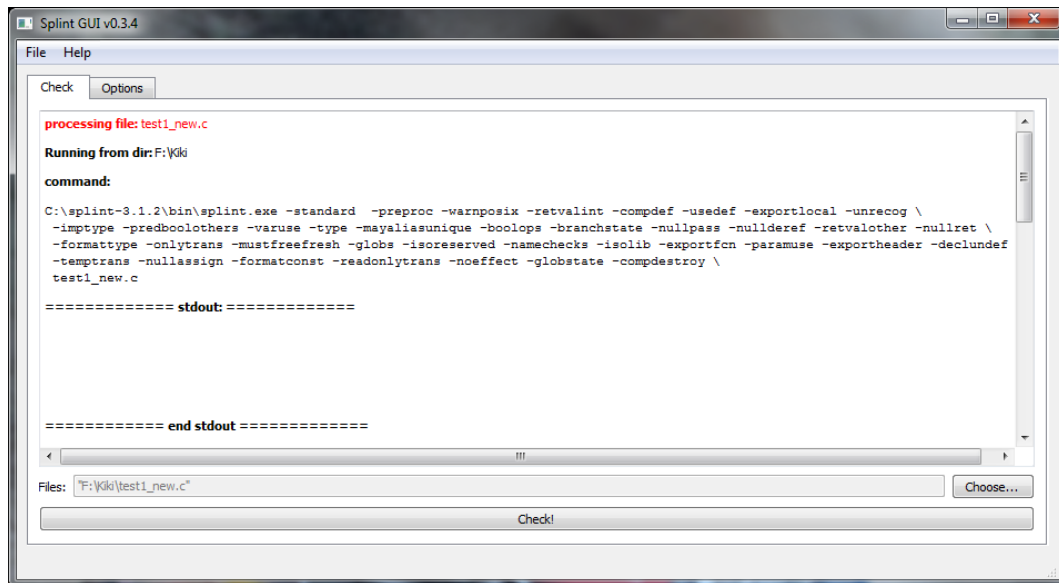 Splint GUI v0.3.4
File Help
Check Options
processing file: test1_new.c
Running from dir: F:\Kiki
command:
C:\splint-3.1.2\bin\splint.exe -standard -preproc -warnposix -retvalint -compdef -usedef -exportlocal -unrecog \
-imptype -predboolothers -varuse -type -mayaliasunique -boolops -branchstate -nullpass -nullderef -retvalother -nullret \
-formattype -onlytrans -mustfreefresh -globs -isoreserved -namechecks -isolib -exportfcn -paramuse -exportheader -declundef
-temptrans -nullassign -formatconst -readonlytrans -noeffect -globstate -compdestroy \
test1_new.c
============= stdout: =============
============ end stdout =============
Files: "F:\Kiki\test1_new.c" Choose...
Check!